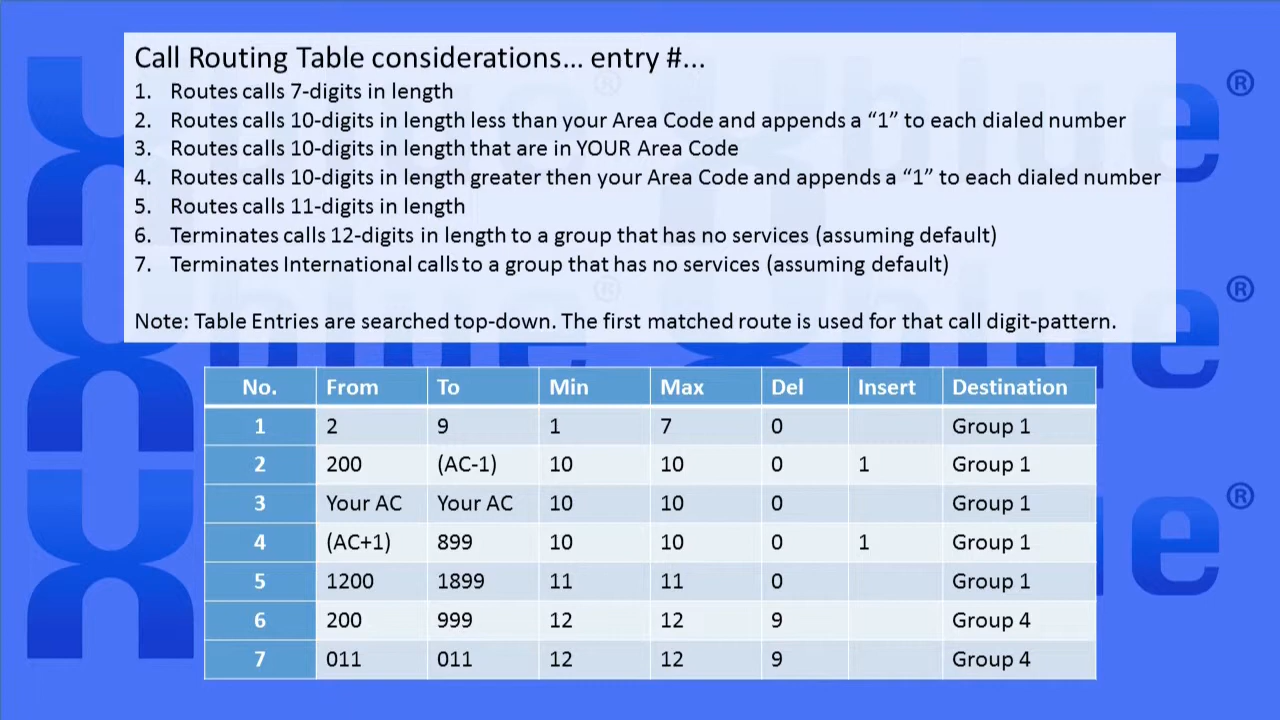 Call Routing Table considerations... entry #...
1. Routes calls 7-digits in length
2. Routes calls 10-digits in length less than your Area Code and appends a “1” to each dialed number
3. Routes calls 10-digits in length that are in YOUR Area Code
4. Routes calls 10-digits in length greater then your Area Code and appends a “1” to each dialed number
5. Routes calls 11-digits in length
6. Terminates calls 12-digits in length to a group that has no services (assuming default)
7. Terminates International calls to a group that has no services (assuming default)
Note: Table Entries are searched top-down. The first matched route is used for that call digit-pattern.
No. From To Min Max Del Insert Destination
1 2 9 1 7 0 Group 1
2 200 (AC-1) 10 10 0 1 Group 1
3 Your AC Your AC 10 10 0 Group 1
4 (AC+1) 899 10 10 0 1 Group 1
5 1200 1899 11 11 0 Group 1
6 200 999 12 12 9 Group 4
7 011 011 12 12 9 Group 4